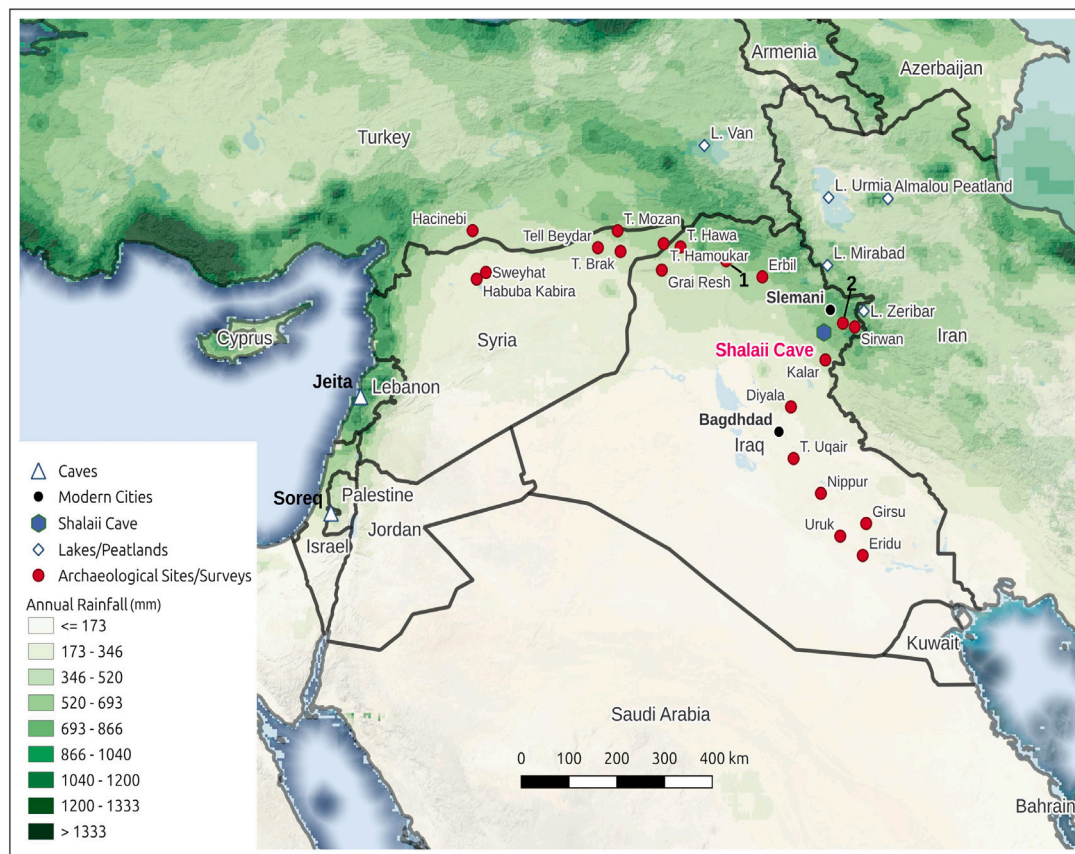 Armenia
Azerbaijan
Turkey
L. Van
L. Urmia
Almalou Peatland
Hacinebi
T. Mozan
Tell Beydar
T. Hawa
T. Brak
T. Hamoukar
L. Mirabad
Sweyhat
Grai Resh
1
Erbil
2
Habuba Kabira
Slemani
L. Zeribar
Cyprus
Syria
Sirwan
Iran
Shalaii Cave
Kalar
Jeita
Lebanon
Diyala
Bagdhdad
Iraq
T. Uqair
Soreq
Palestine
Nippur
Jordan
Uruk
Girsu
Israel
Eridu
Kuwait
Saudi Arabia
Bahrain
0 100 200 300 400 km
Caves
Modern Cities
Shalaii Cave
Lakes/Peatlands
Archaeological Sites/Surveys
Annual Rainfall (mm)
<= 173
173 - 346
346 - 520
520 - 693
693 - 866
866 - 1040
1040 - 1200
1200 - 1333
> 1333